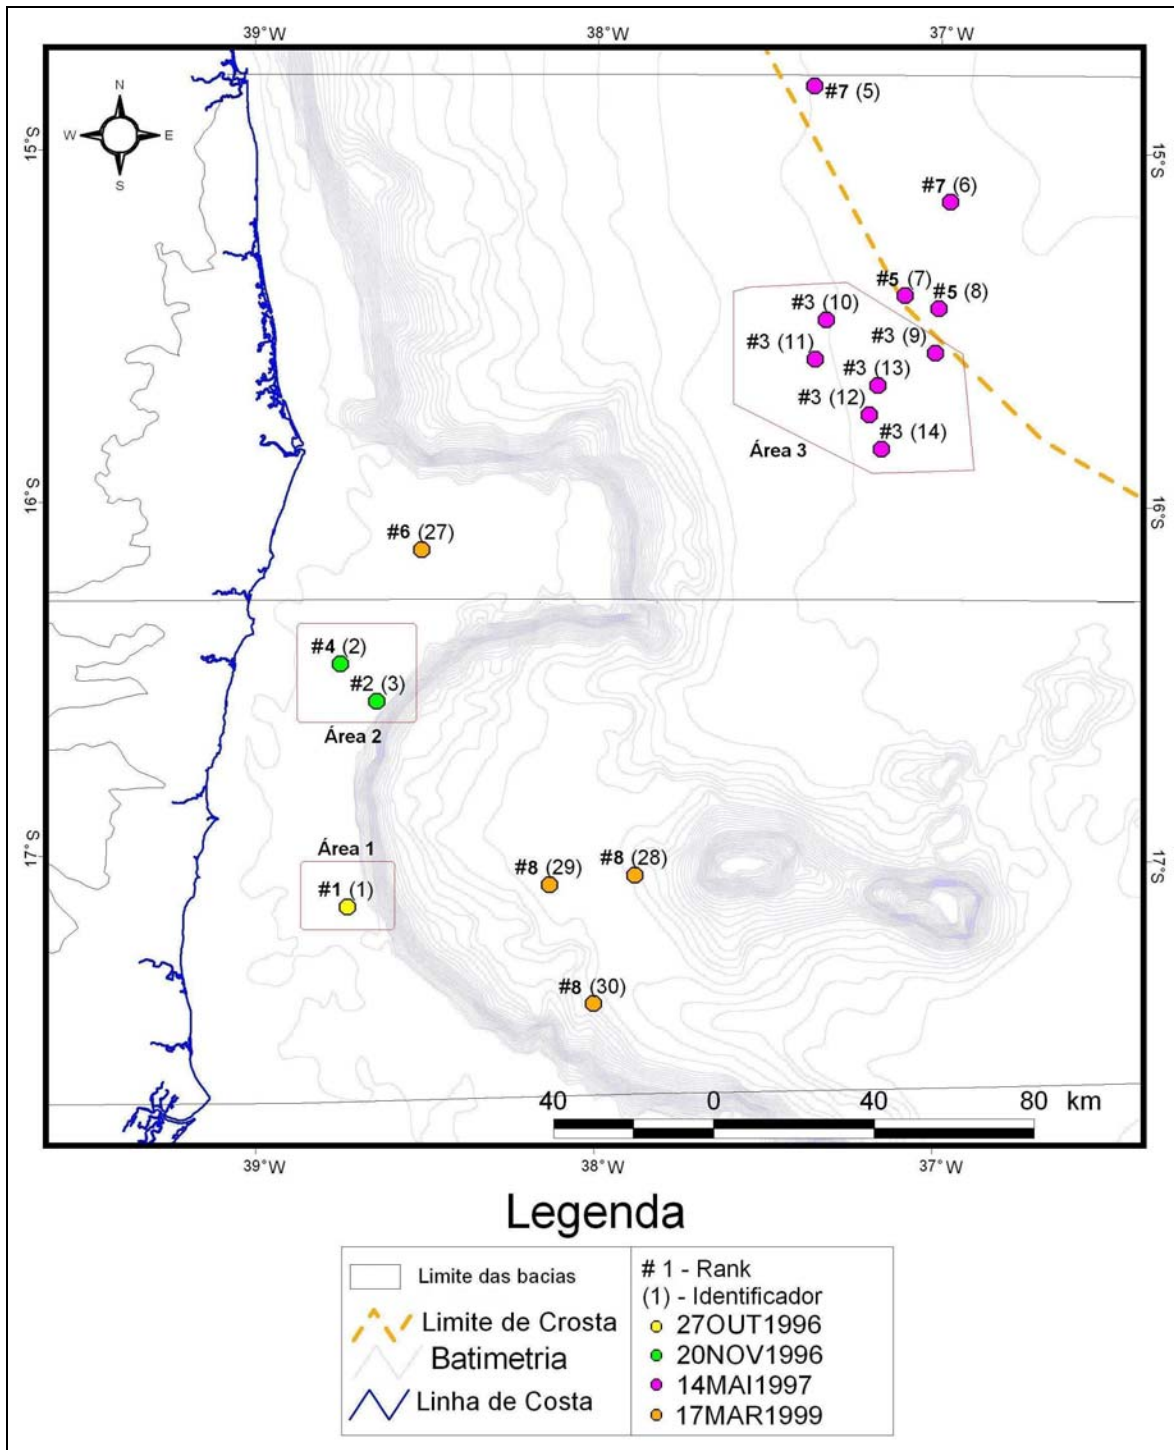 39°W 38°W 37°W
N
W E
S
15°S 15°S
#7 (5)
#7 (6)
#5 (7)
#5 (8)
#3 (10)
#3 (9)
#3 (11)
#3 (13)
#3 (12)
#3 (14)
Área 3
16°S 16°S
#6 (27)
#4 (2)
#2 (3)
Área 2
17°S 17°S
Área 1
#8 (29) #8 (28)
#1 (1)
#8 (30)
40 0 40 80 km
39°W 38°W 37°W
Legenda
Limite das bacias
Limite de Crosta
Batimetria
Linha de Costa
# 1 - Rank
(1) - Identificador
27OUT1996
20NOV1996
14MAI1997
17MAR1999